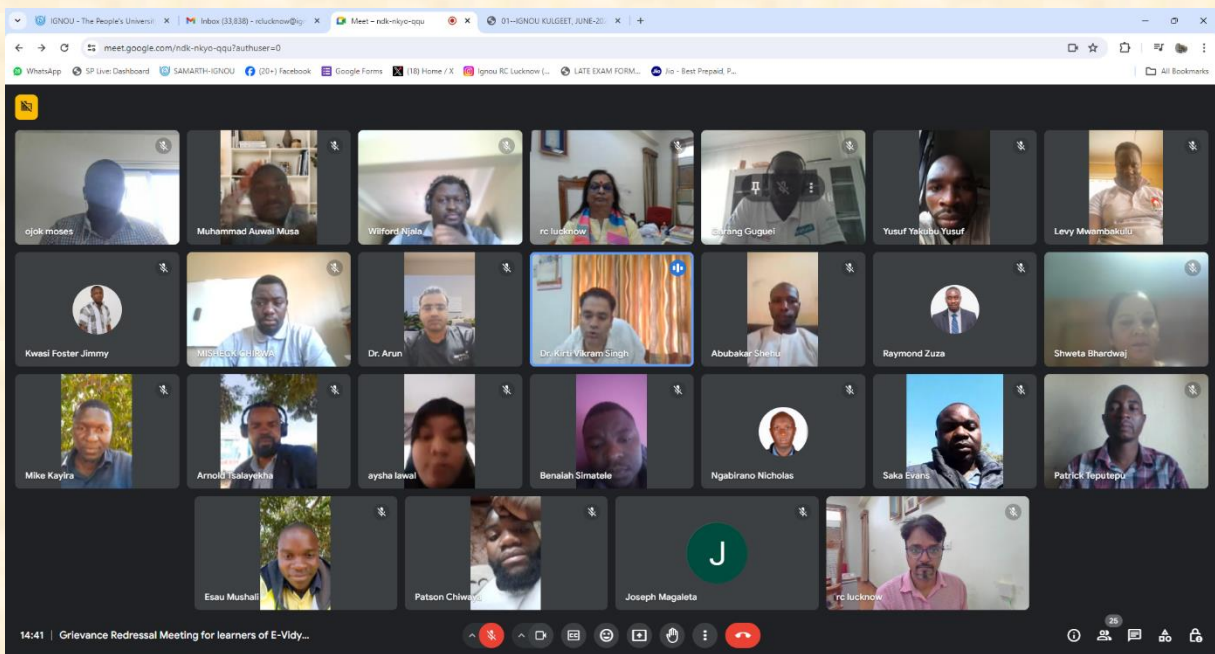 IGNOU - The People's Universit
Inbox (33,838) - rclucknow@ign
Meet – ndk-nkyo-qqu
01--IGNOU KULGEET, JUNE-20
meet.google.com/ndk-nkyo-qqu?authuser=0
WhatsApp
SP Live: Dashboard
SAMARTH-IGNOU
(20+) Facebook
Google Forms
(18) Home / X
Ignou RC Lucknow (...
LATE EXAM FORM...
Jio - Best Prepaid, P...
All Bookmarks
ojok moses
Muhammad Auwal Musa
Wilford Njala
rc lucknow
Garang Guguei
Yusuf Yakubu Yusuf
Levy Mwambakulu
Kwasi Foster Jimmy
MISHECK CHIRWA
Dr. Arun
Dr. Kirti Vikram Singh
Abubakar Shehu
Raymond Zuza
Shweta Bhardwaj
Mike Kayira
Arnold Tsalayekha
aysha lawal
Benaiah Simatele
Ngabirano Nicholas
Saka Evans
Patrick Teputepu
Esau Mushali
Patson Chiwaya
J
Joseph Magaleta
rc lucknow
14:41 | Grievance Redressal Meeting for learners of E-Vidy...
CC
25